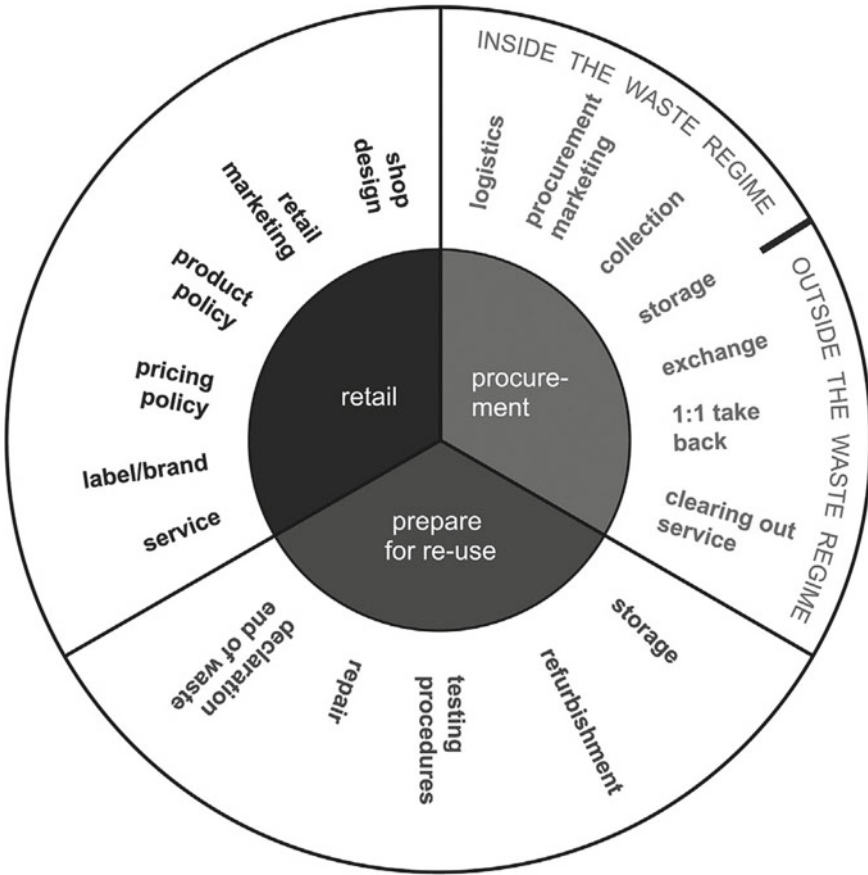 INSIDE THE WASTE REGIME
OUTSIDE THE WASTE REGIME
logistics
procurement
marketing
collection
storage
exchange
1:1 take
back
clearing out
service
procure-
ment
storage
refurbishment
testing
procedures
repair
declaration
end of waste
prepare
for re-use
service
label/brand
pricing
policy
product
policy
retail
marketing
shop
design
retail